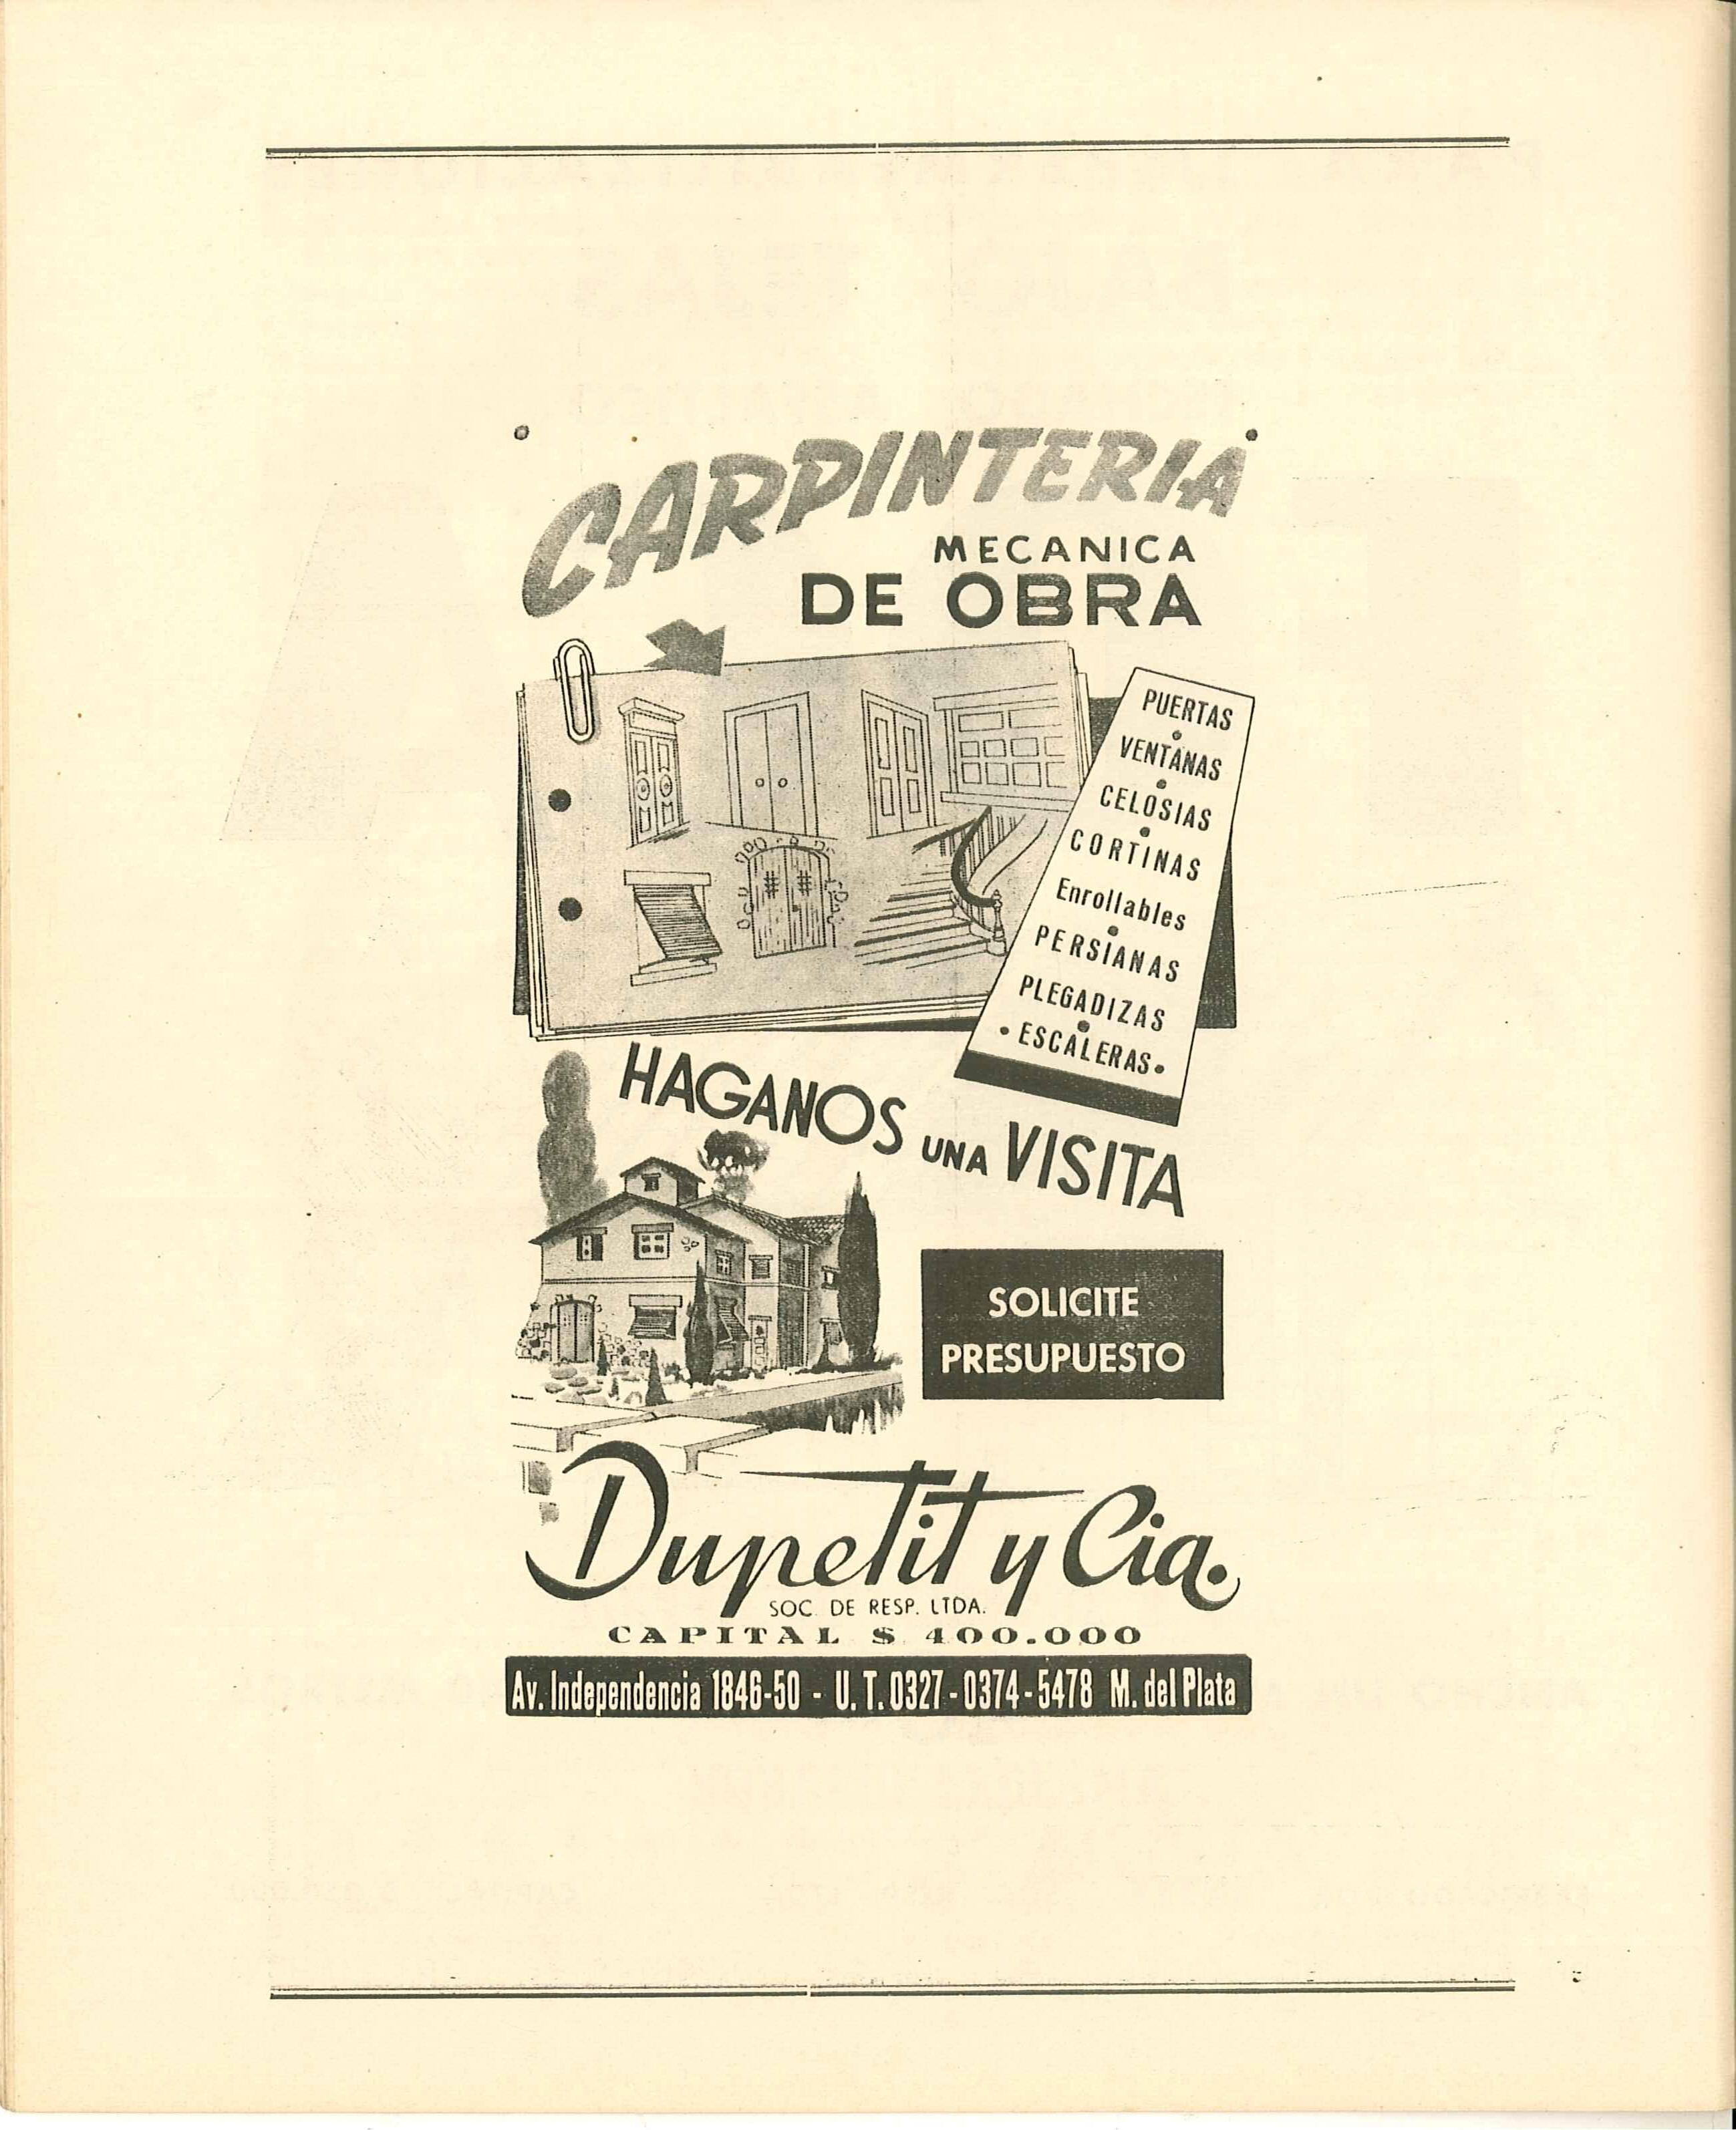 CARPINTERIA
MECANICA
DE OBRA
PUERTAS
VENTANAS
CELOSIAS
CORTINAS
Enrollables
PERSIANAS
PLEGADIZAS
• ESCALERAS •
HAGANOS UNA VISITA
SOLICITE
PRESUPUESTO
Dupetit y Cia.
SOC. DE RESP. LTDA.
CAPITAL $ 400.000
Av. Independencia 1846-50 - U. T. 0327 - 0374 - 5478 M. del Plata